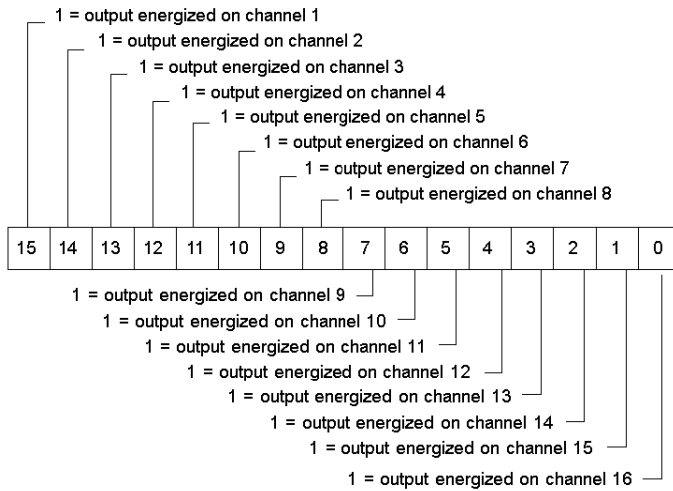 1 = output energized on channel 1
1 = output energized on channel 2
1 = output energized on channel 3
1 = output energized on channel 4
1 = output energized on channel 5
1 = output energized on channel 6
1 = output energized on channel 7
1 = output energized on channel 8
15 14 13 12 11 10 9 8 7 6 5 4 3 2 1 0
1 = output energized on channel 9
1 = output energized on channel 10
1 = output energized on channel 11
1 = output energized on channel 12
1 = output energized on channel 13
1 = output energized on channel 14
1 = output energized on channel 15
1 = output energized on channel 16